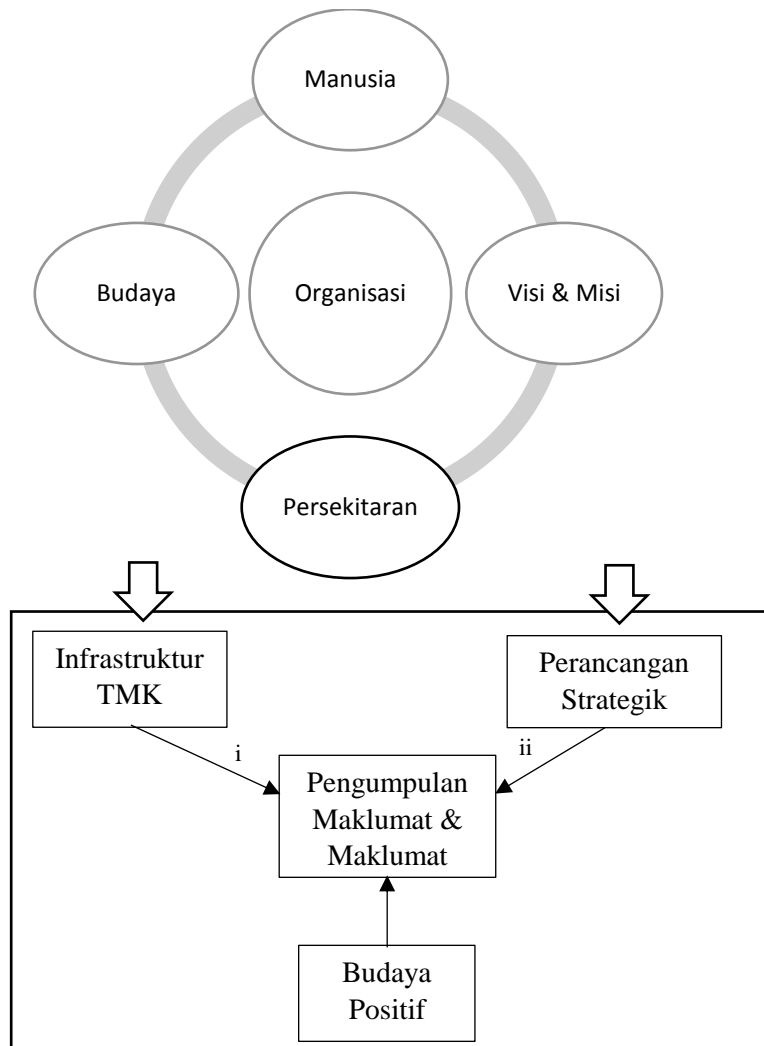 Manusia
Budaya
Organisasi
Visi & Misi
Persekitaran
Infrastruktur
TMK
Perancangan
Strategik
i
ii
Pengumpulan
Maklumat &
Maklumat
Budaya
Positif